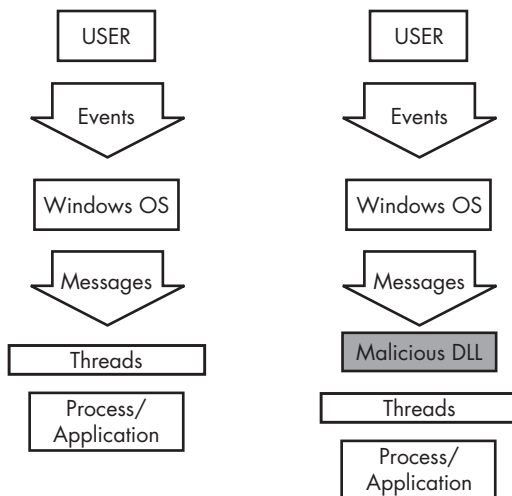 USER
Events
Windows OS
Messages
Threads
Process/
Application
USER
Events
Windows OS
Messages
Malicious DLL
Threads
Process/
Application